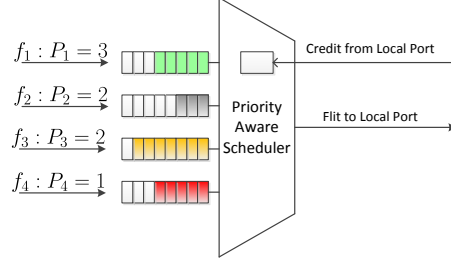 f₁ : P₁ = 3
f₂ : P₂ = 2
f₃ : P₃ = 2
f₄ : P₄ = 1
Priority
Aware
Scheduler
Credit from Local Port
Flit to Local Port